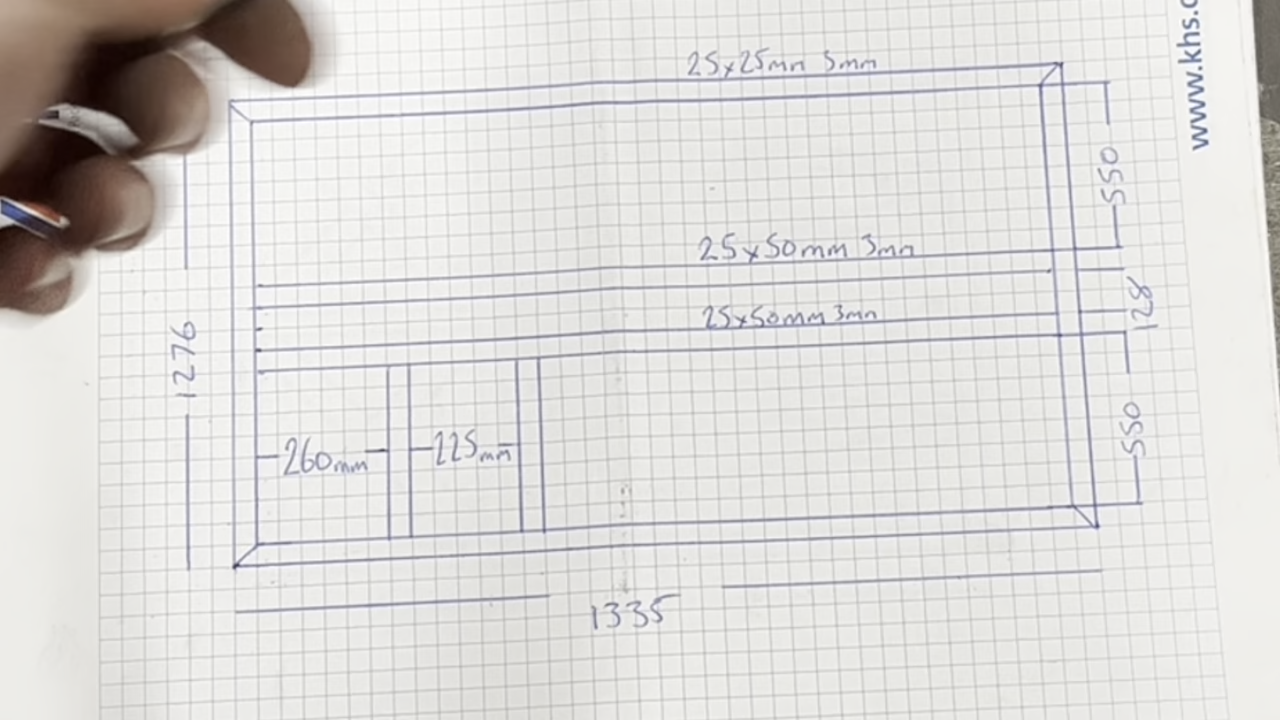 25x25mm 3mm
www.khs.c
550
25x50mm 3mm
128
25x50mm 3mm
1276
550
260mm
225mm
1335